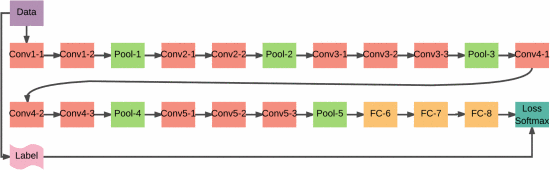 Data
Conv1-1
Conv1-2
Pool-1
Conv2-1
Conv2-2
Pool-2
Conv3-1
Conv3-2
Conv3-3
Pool-3
Conv4-1
Conv4-2
Conv4-3
Pool-4
Conv5-1
Conv5-2
Conv5-3
Pool-5
FC-6
FC-7
FC-8
Loss
Softmax
Label